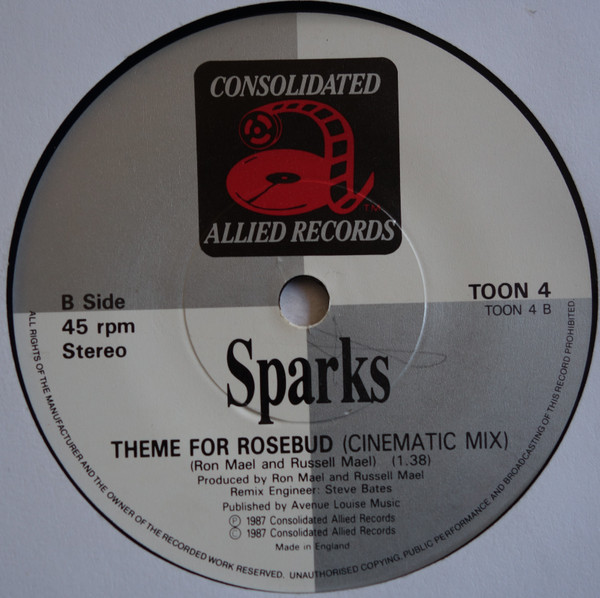 CONSOLIDATED
TM
ALLIED RECORDS
B Side
45 rpm
Stereo
TOON 4
TOON 4 B
Sparks
THEME FOR ROSEBUD (CINEMATIC MIX)
(Ron Mael and Russell Mael) (1.38)
Produced by Ron Mael and Russell Mael
Remix Engineer: Steve Bates
Published by Avenue Louise Music
Ⓟ 1987 Consolidated Allied Records
© 1987 Consolidated Allied Records
Made in England
ALL RIGHTS OF THE MANUFACTURER AND THE OWNER OF THE RECORDED WORK RESERVED. UNAUTHORISED COPYING, PUBLIC PERFORMANCE AND BROADCASTING OF THIS RECORD PROHIBITED